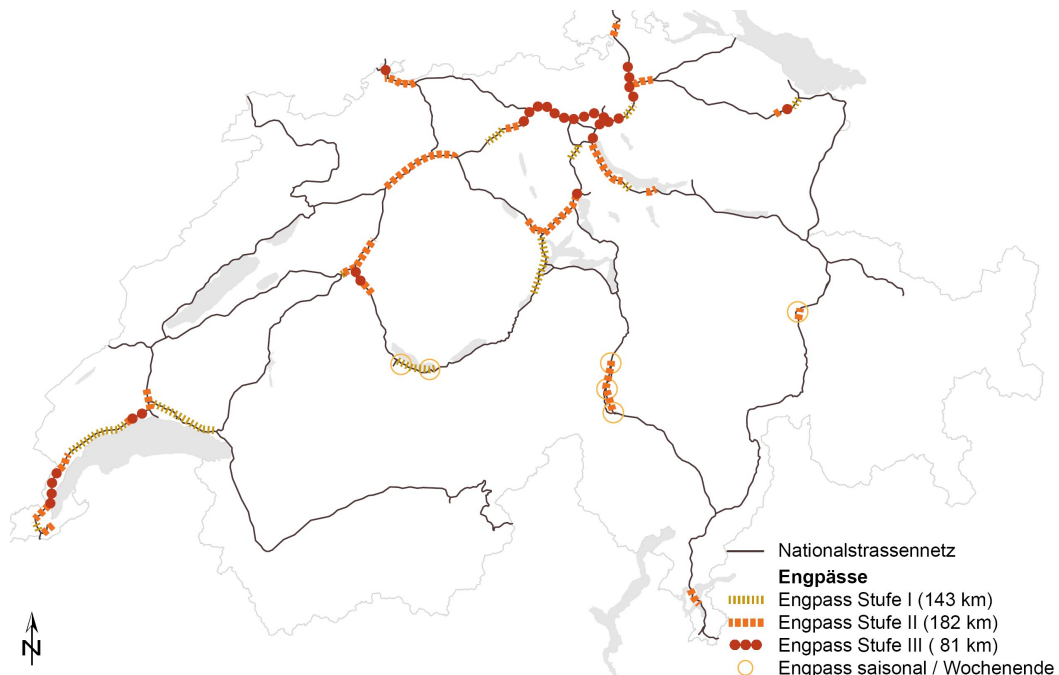 Nationalstrassennetz
Engpässe
Engpass Stufe I (143 km)
Engpass Stufe II (182 km)
Engpass Stufe III ( 81 km)
Engpass saisonal / Wochenende
N